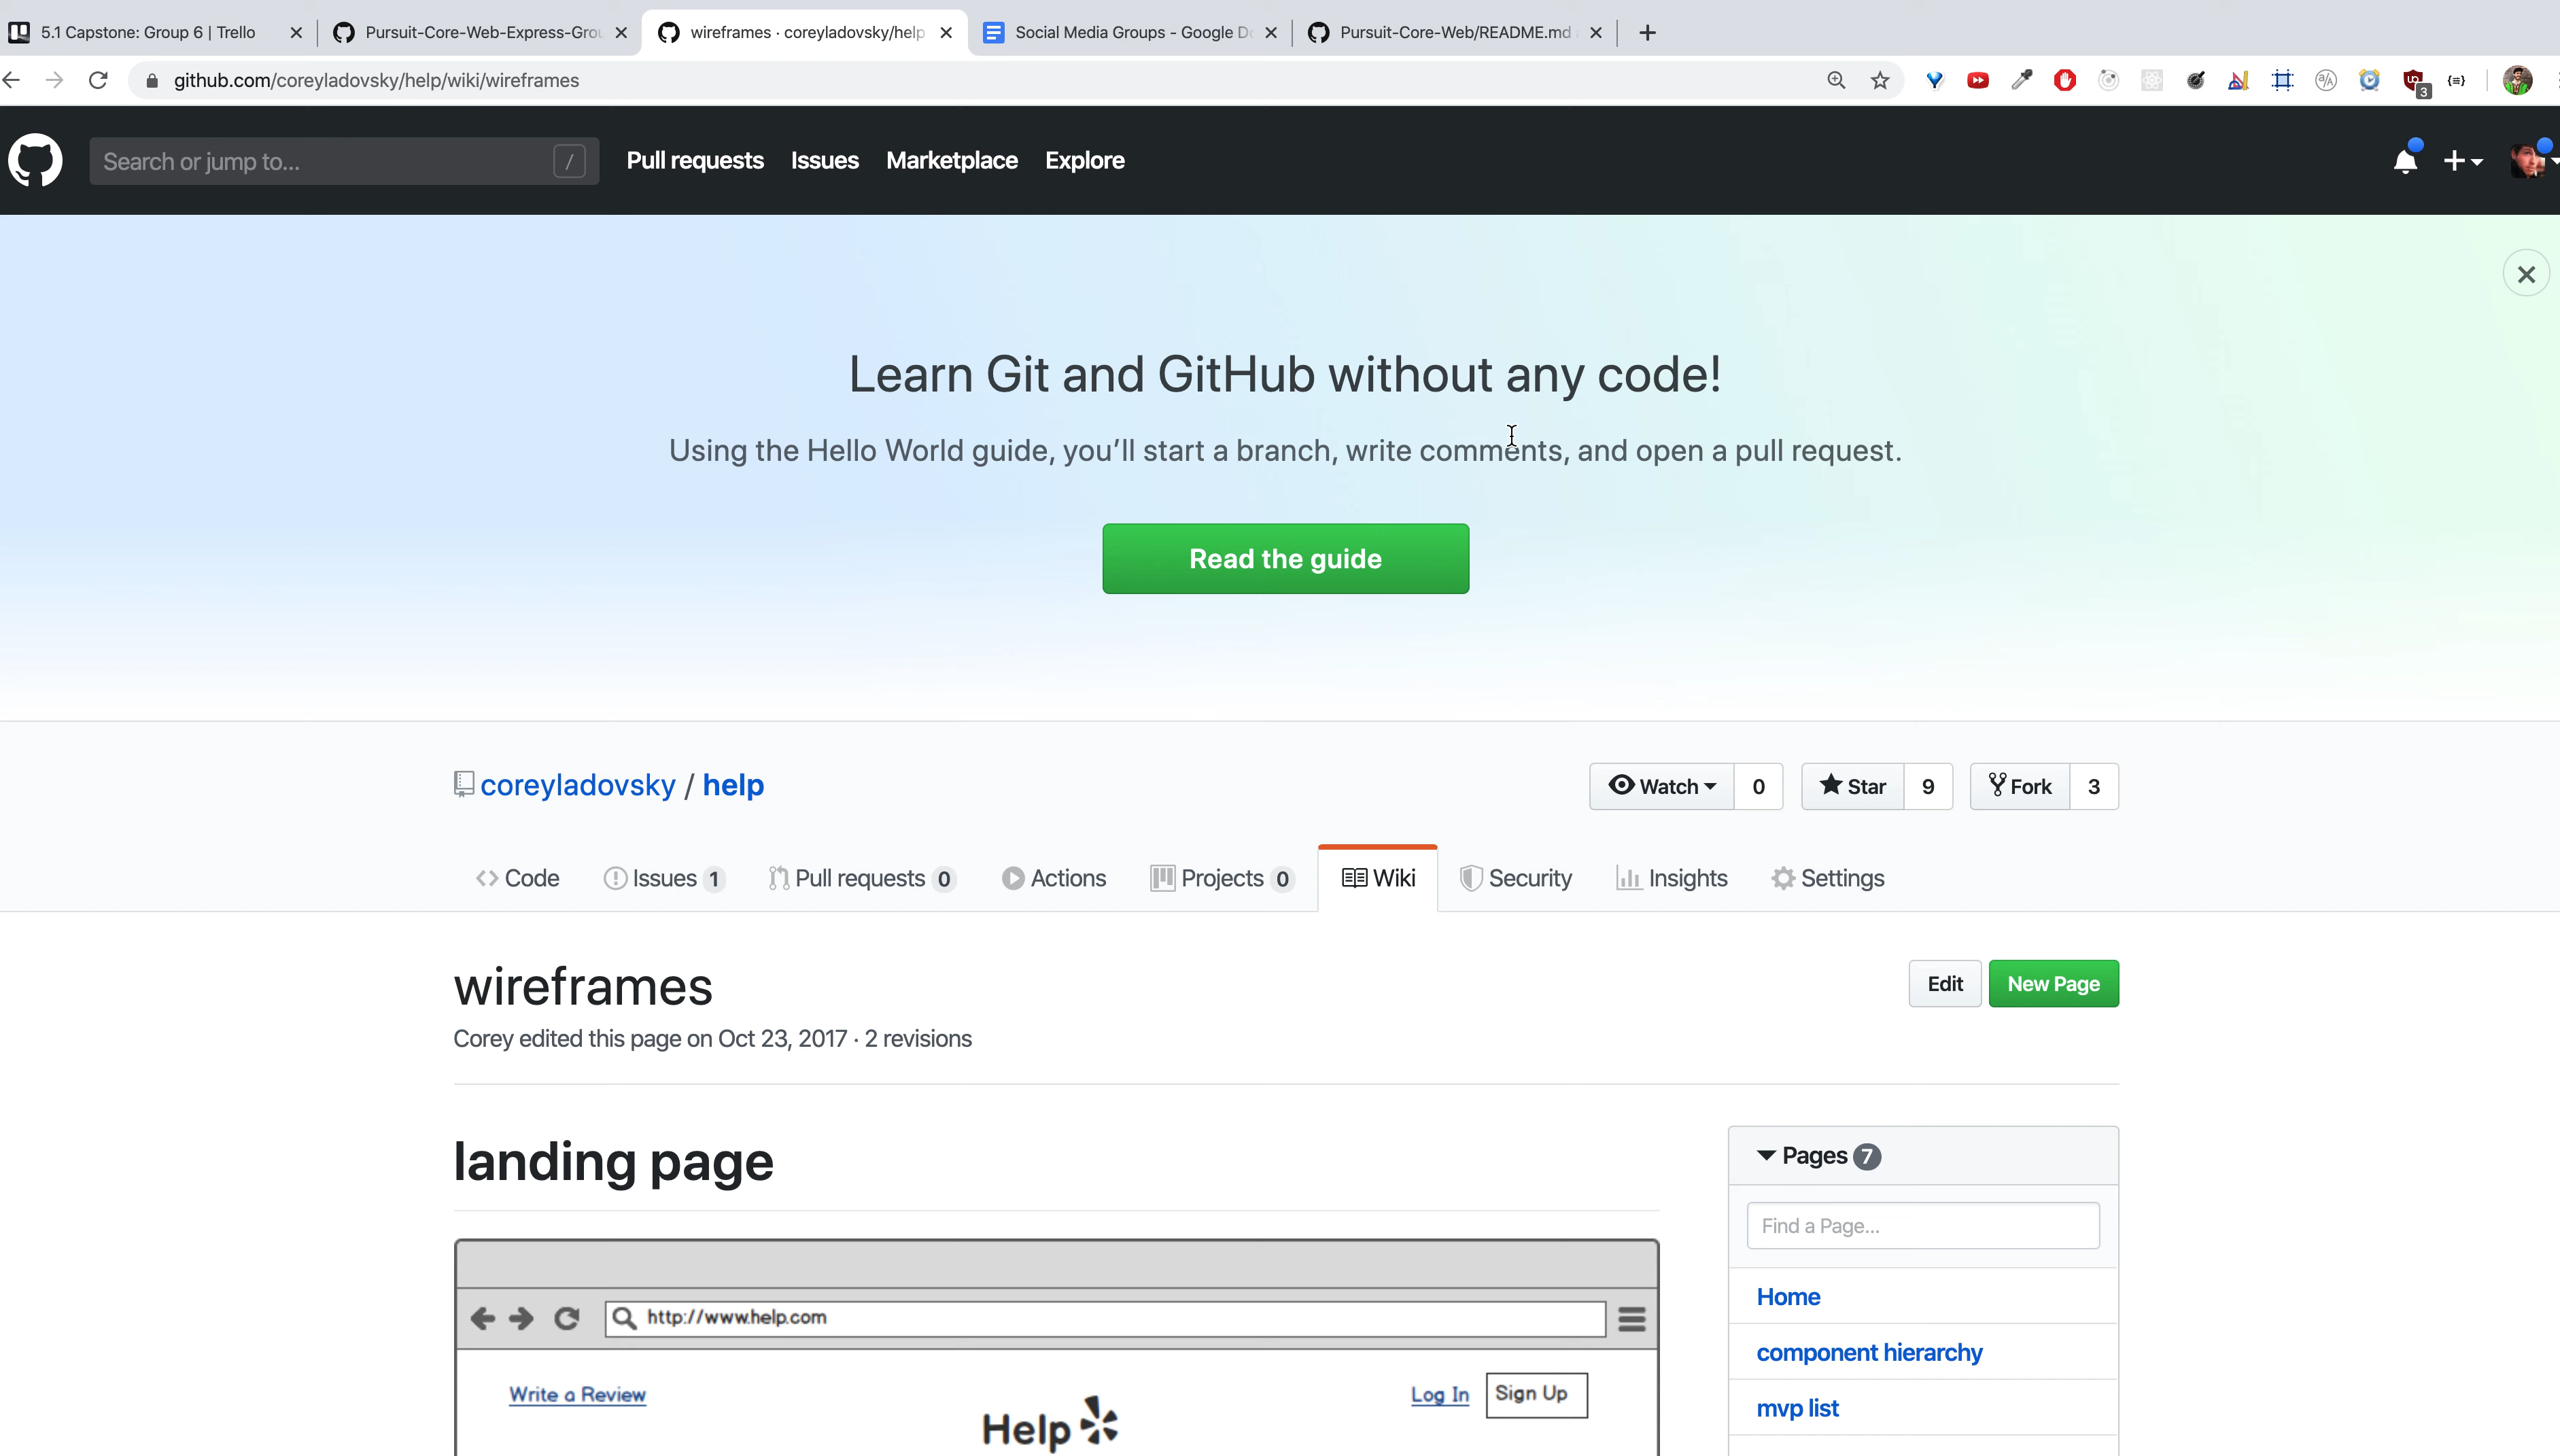 5.1 Capstone: Group 6 | Trello
Pursuit-Core-Web-Express-Grou
wireframes · coreyladovsky/help
Social Media Groups - Google Do
Pursuit-Core-Web/README.md
github.com/coreyladovsky/help/wiki/wireframes
3
Search or jump to...
/
Pull requests
Issues
Marketplace
Explore
Learn Git and GitHub without any code!
Using the Hello World guide, you’ll start a branch, write comments, and open a pull request.
Read the guide
coreyladovsky / help
Watch 0
Star 9
Fork 3
Code
Issues 1
Pull requests 0
Actions
Projects 0
Wiki
Security
Insights
Settings
wireframes
Edit
New Page
Corey edited this page on Oct 23, 2017 · 2 revisions
landing page
Pages 7
Find a Page...
Home
component hierarchy
mvp list
http://www.help.com
Write a Review
Log In
Sign Up
Help